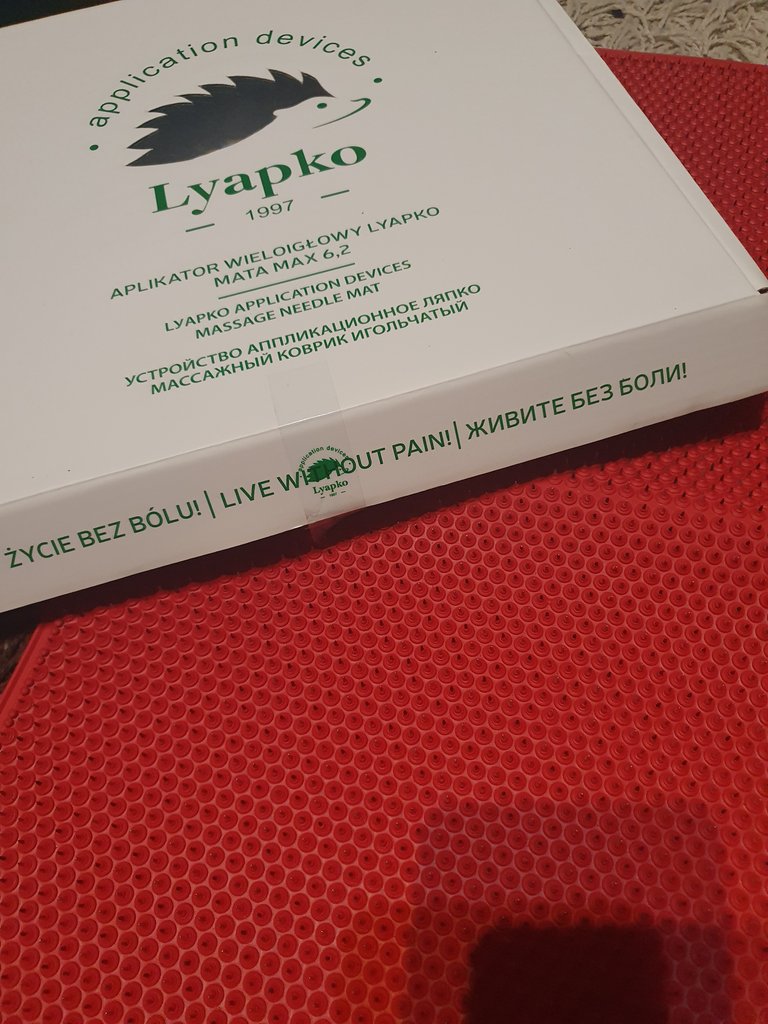 application devices
Lyapko
1997
APLIKATOR WIELOIGŁOWY LYAPKO
MATA MAX 6,2
LYAPKO APPLICATION DEVICES
MASSAGE NEEDLE MAT
УСТРОЙСТВО АППЛИКАЦИОННОЕ ЛЯПКО
МАССАЖНЫЙ КОВРИК ИГОЛЬЧАТЫЙ
ŻYCIE BEZ BÓLU! | LIVE WITHOUT PAIN! | ЖИВИТЕ БЕЗ БОЛИ!
application devices
Lyapko